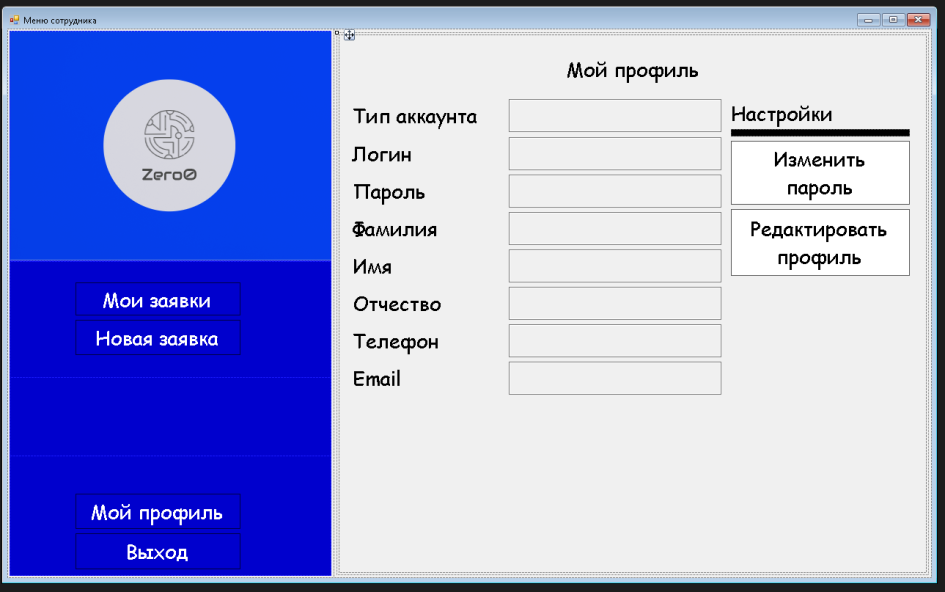 Меню сотрудника
Zero0
Мои заявки
Новая заявка
Мой профиль
Выход
Мой профиль
Тип аккаунта
Логин
Пароль
Фамилия
Имя
Отчество
Телефон
Email
Настройки
Изменить
пароль
Редактировать
профиль